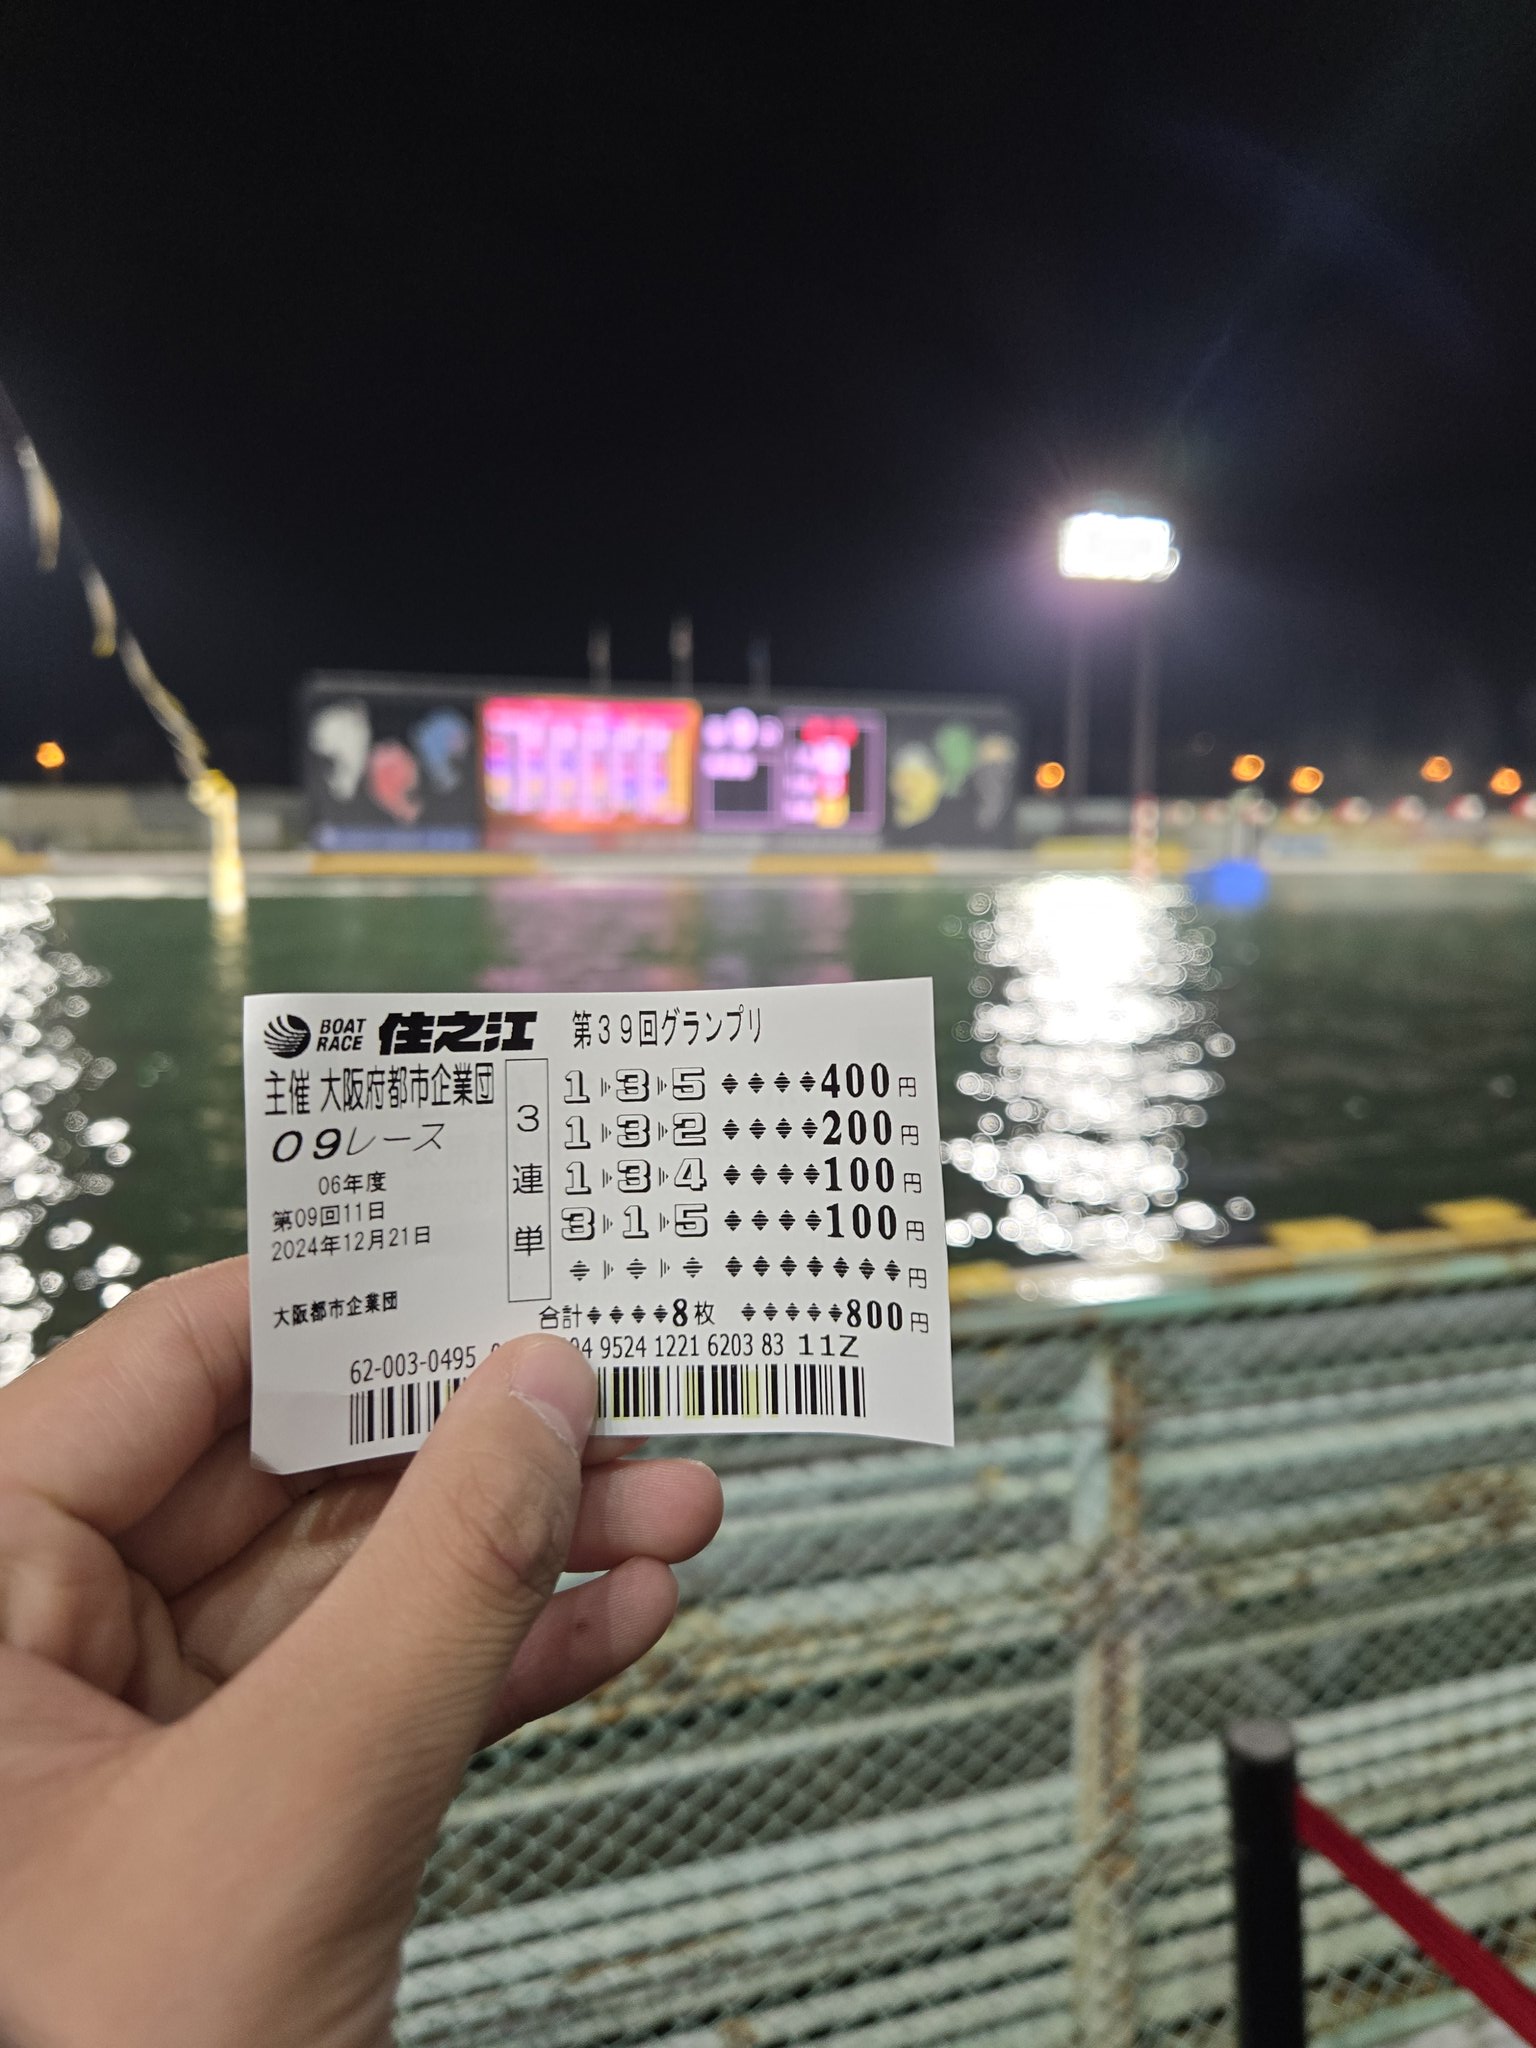 BOAT RACE 住之江 第39回グランプリ
主催 大阪府都市企業団
09レース
06年度
第09回11日
2024年12月21日
大阪都市企業団
3連単
1 3 5 400円
1 3 2 200円
1 3 4 100円
3 1 5 100円
円
合計 8枚 800円
62-003-0495 9524 1221 6203 83 11Z